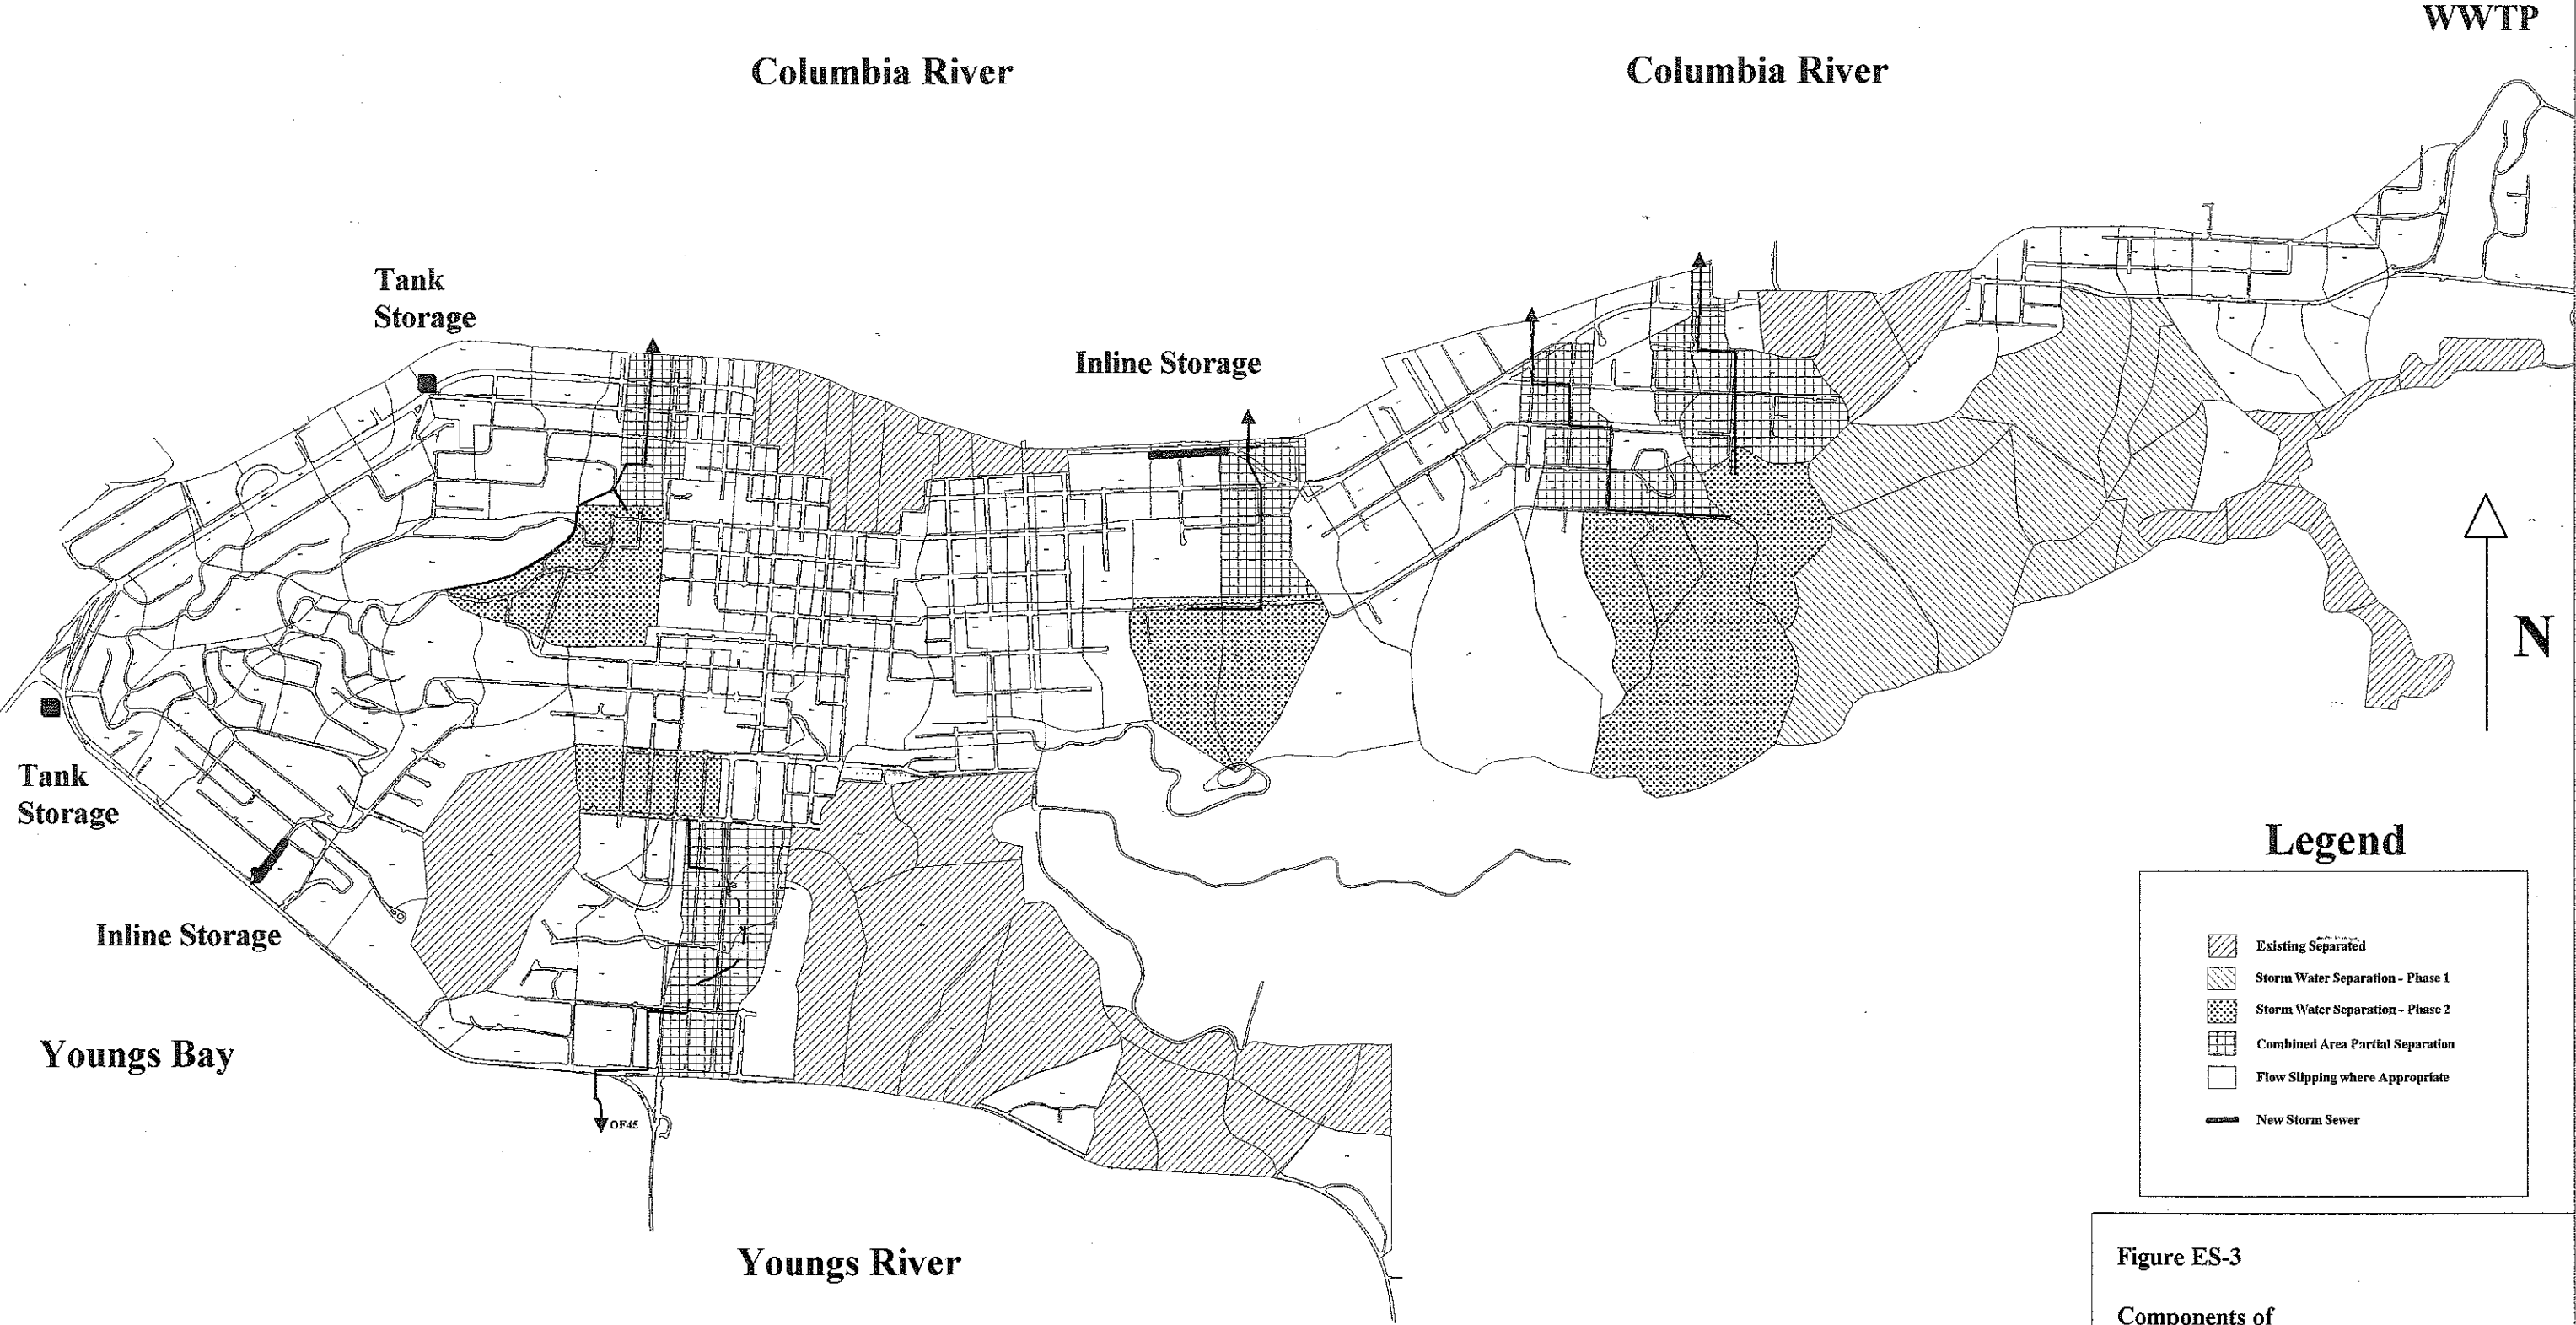 WWTP
Columbia River
Columbia River
Tank
Storage
Inline Storage
Tank
Storage
Inline Storage
N
Youngs Bay
OF45
Youngs River
Legend
Existing Separated
Storm Water Separation - Phase 1
Storm Water Separation - Phase 2
Combined Area Partial Separation
Flow Slipping where Appropriate
New Storm Sewer
Figure ES-3
Components of